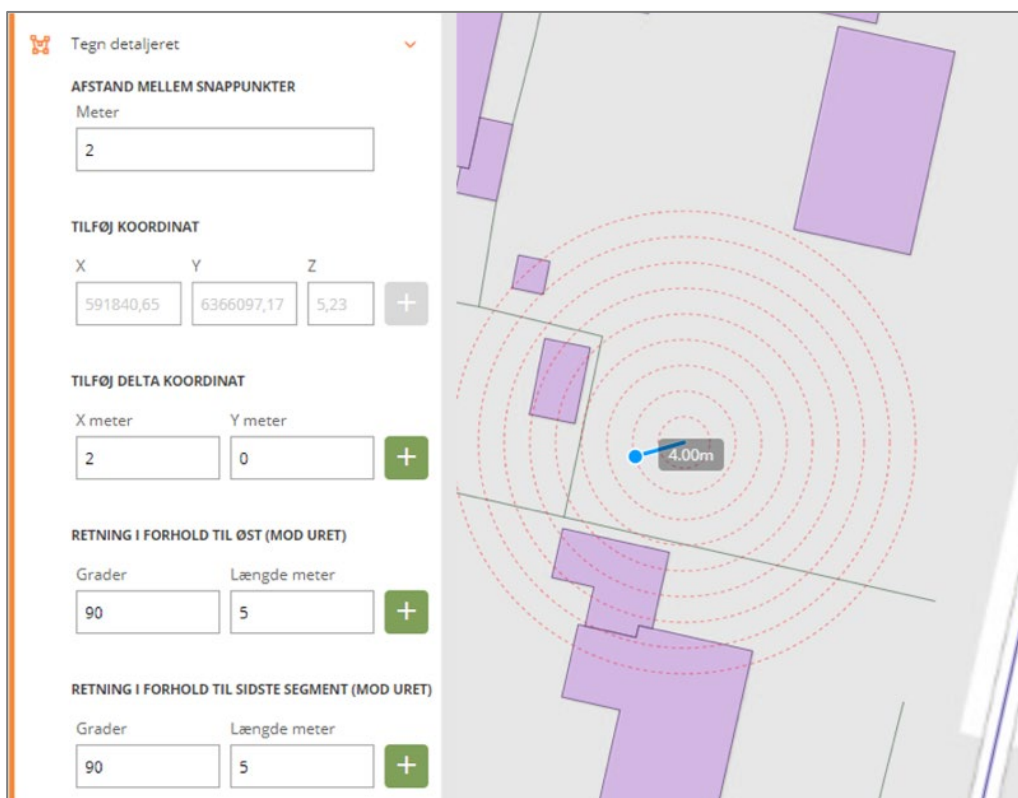 Tegn detaljeret
AFSTAND MELLEM SNAPPUNKTER
Meter
2
TILFØJ KOORDINAT
X Y Z
591840,65 6366097,17 5,23 +
TILFØJ DELTA KOORDINAT
X meter Y meter
2 0 +
4.00m
RETNING I FORHOLD TIL ØST (MOD URET)
Grader Længde meter
90 5 +
RETNING I FORHOLD TIL SIDSTE SEGMENT (MOD URET)
Grader Længde meter
90 5 +